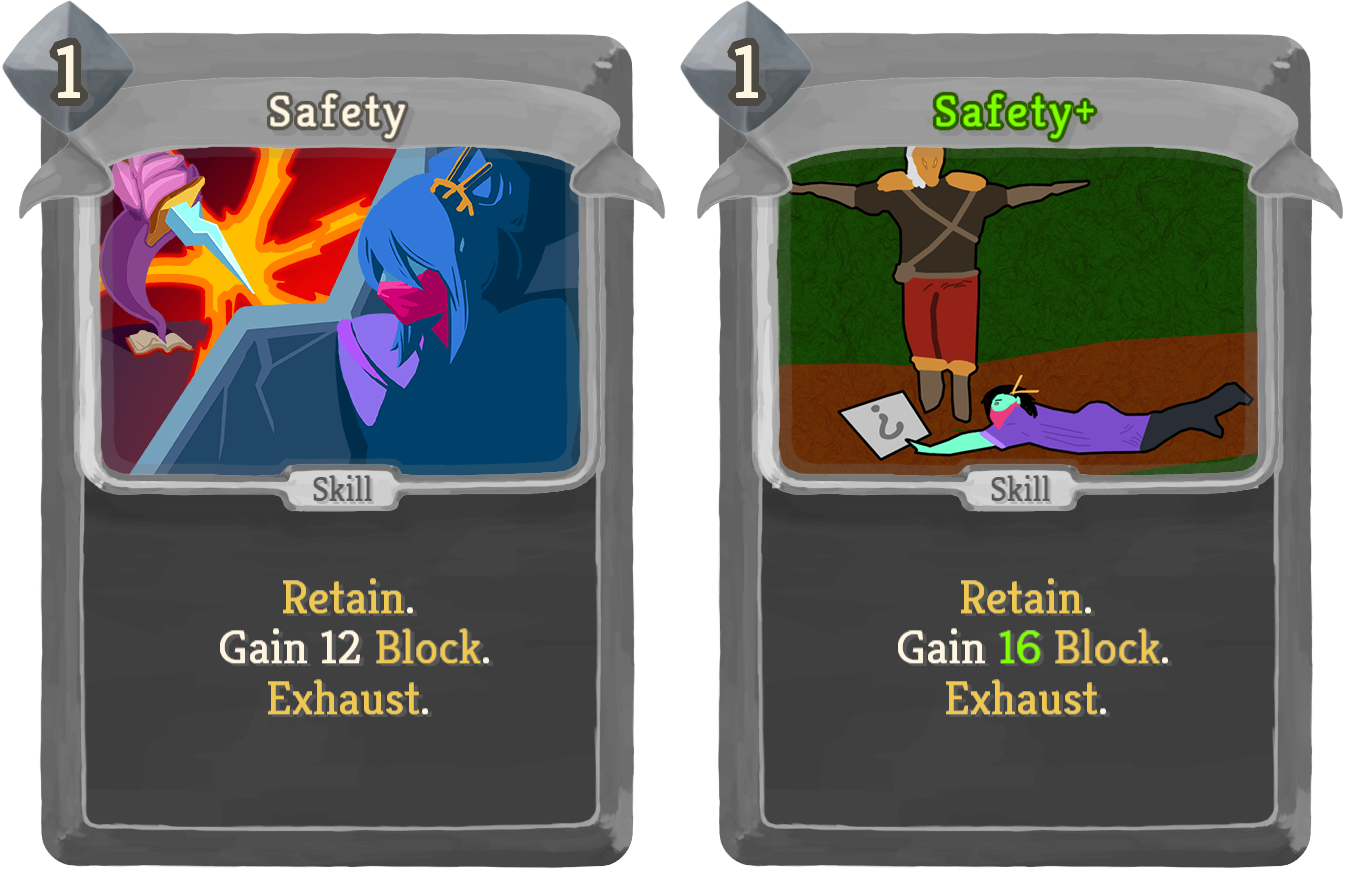 1
Safety
Skill
Retain.
Gain 12 Block.
Exhaust.
1
Safety+
¿
Skill
Retain.
Gain 16 Block.
Exhaust.